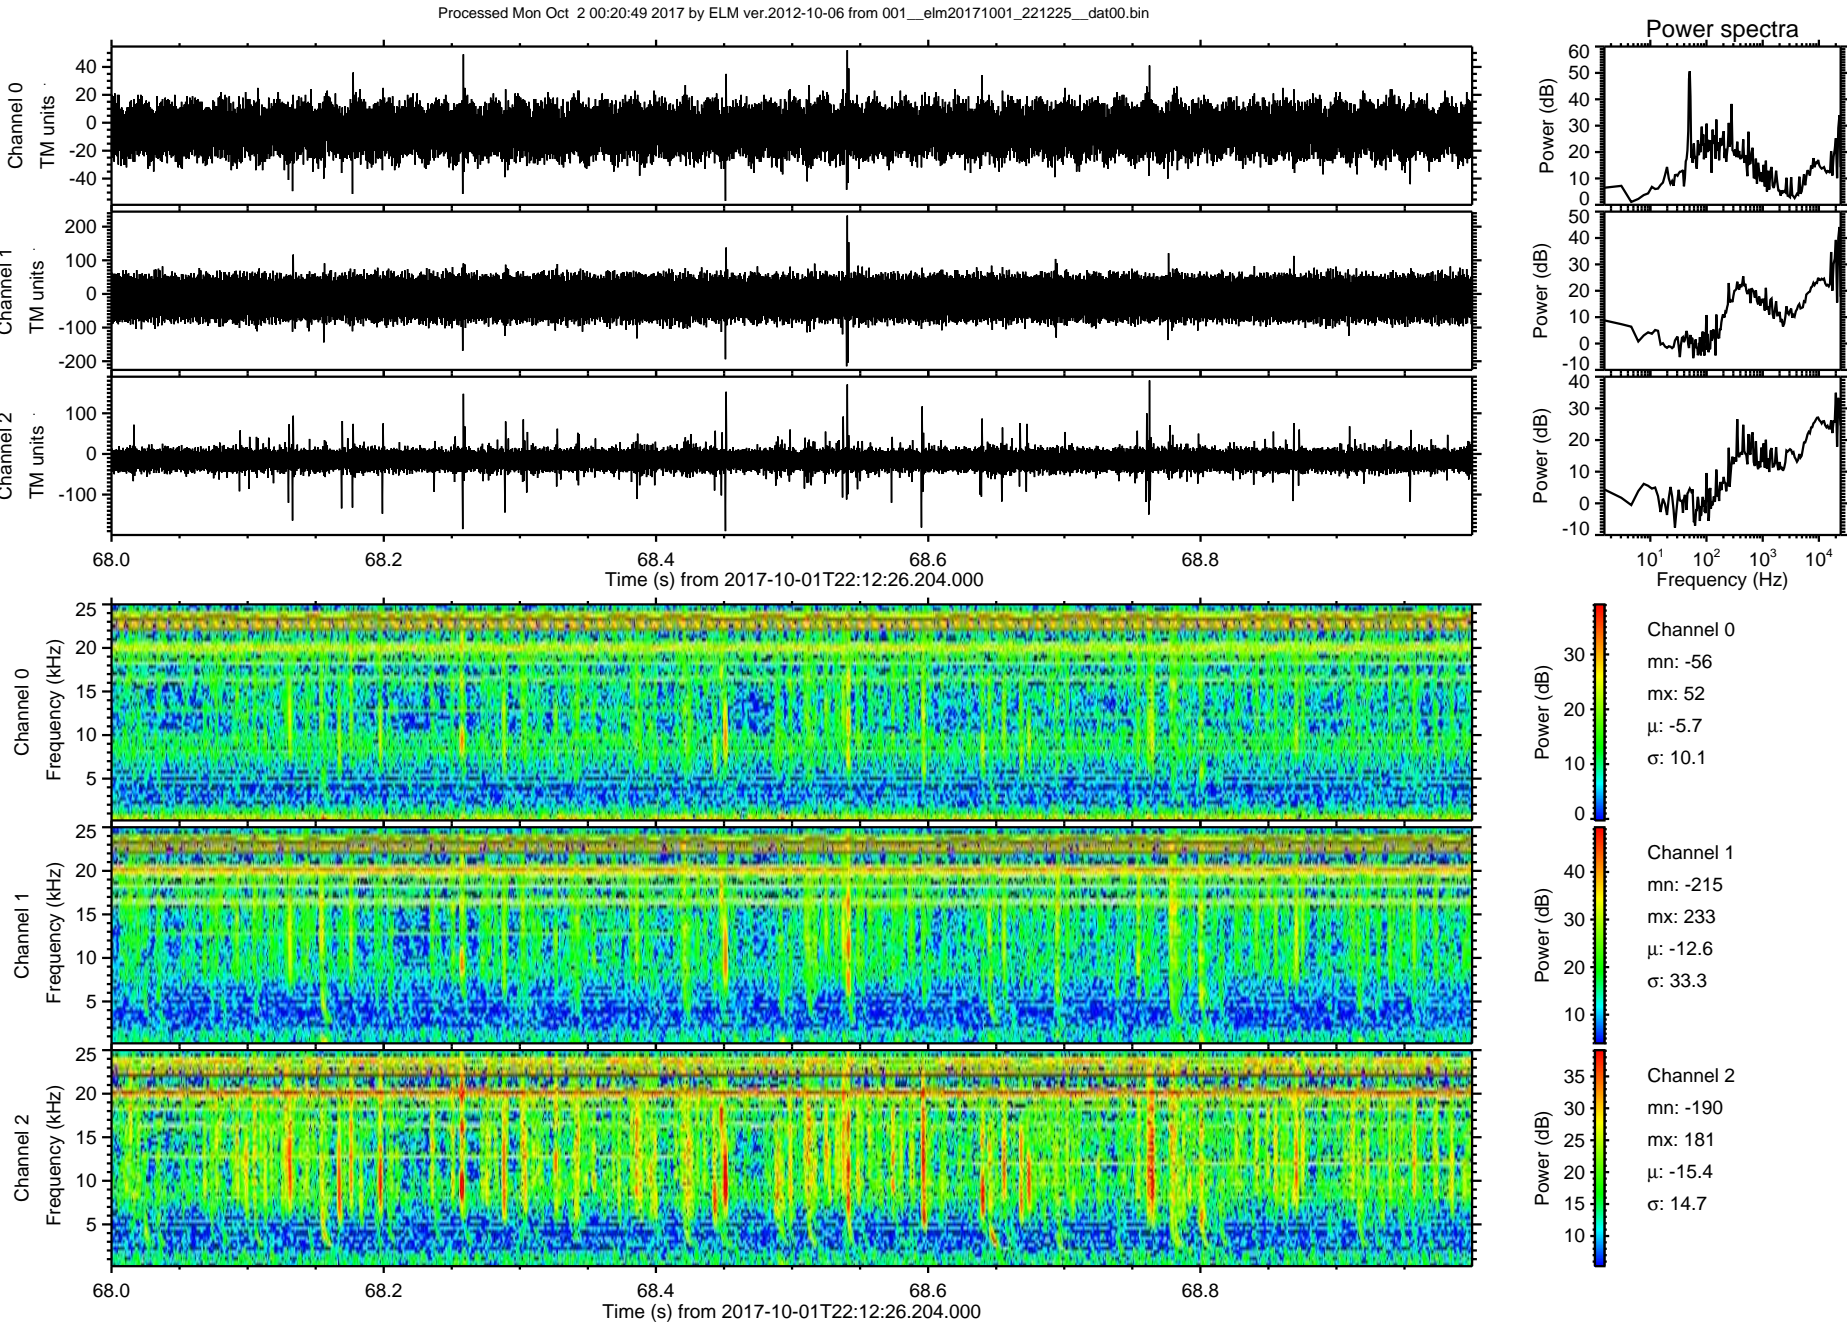 Processed Mon Oct  2 00:20:49 2017 by ELM ver.2012-10-06 from 001__elm20171001_221225__dat00.bin
Power spectra
Channel 0
TM units
40
20
0
-20
-40
Power (dB)
60
50
40
30
20
10
0
Channel 1
TM units
200
100
0
-100
-200
Power (dB)
50
40
30
20
10
0
-10
Channel 2
TM units
100
0
-100
Power (dB)
40
30
20
10
0
-10
68.0 68.2 68.4 68.6 68.8
Time (s) from 2017-10-01T22:12:26.204.000
10¹ 10² 10³ 10⁴
Frequency (Hz)
Channel 0
Frequency (kHz)
25
20
15
10
5
Power (dB)
30
20
10
0
Channel 0
mn: -56
mx: 52
μ: -5.7
σ: 10.1
Channel 1
Frequency (kHz)
25
20
15
10
5
Power (dB)
40
30
20
10
Channel 1
mn: -215
mx: 233
μ: -12.6
σ: 33.3
Channel 2
Frequency (kHz)
25
20
15
10
5
Power (dB)
35
30
25
20
15
10
Channel 2
mn: -190
mx: 181
μ: -15.4
σ: 14.7
68.0 68.2 68.4 68.6 68.8
Time (s) from 2017-10-01T22:12:26.204.000